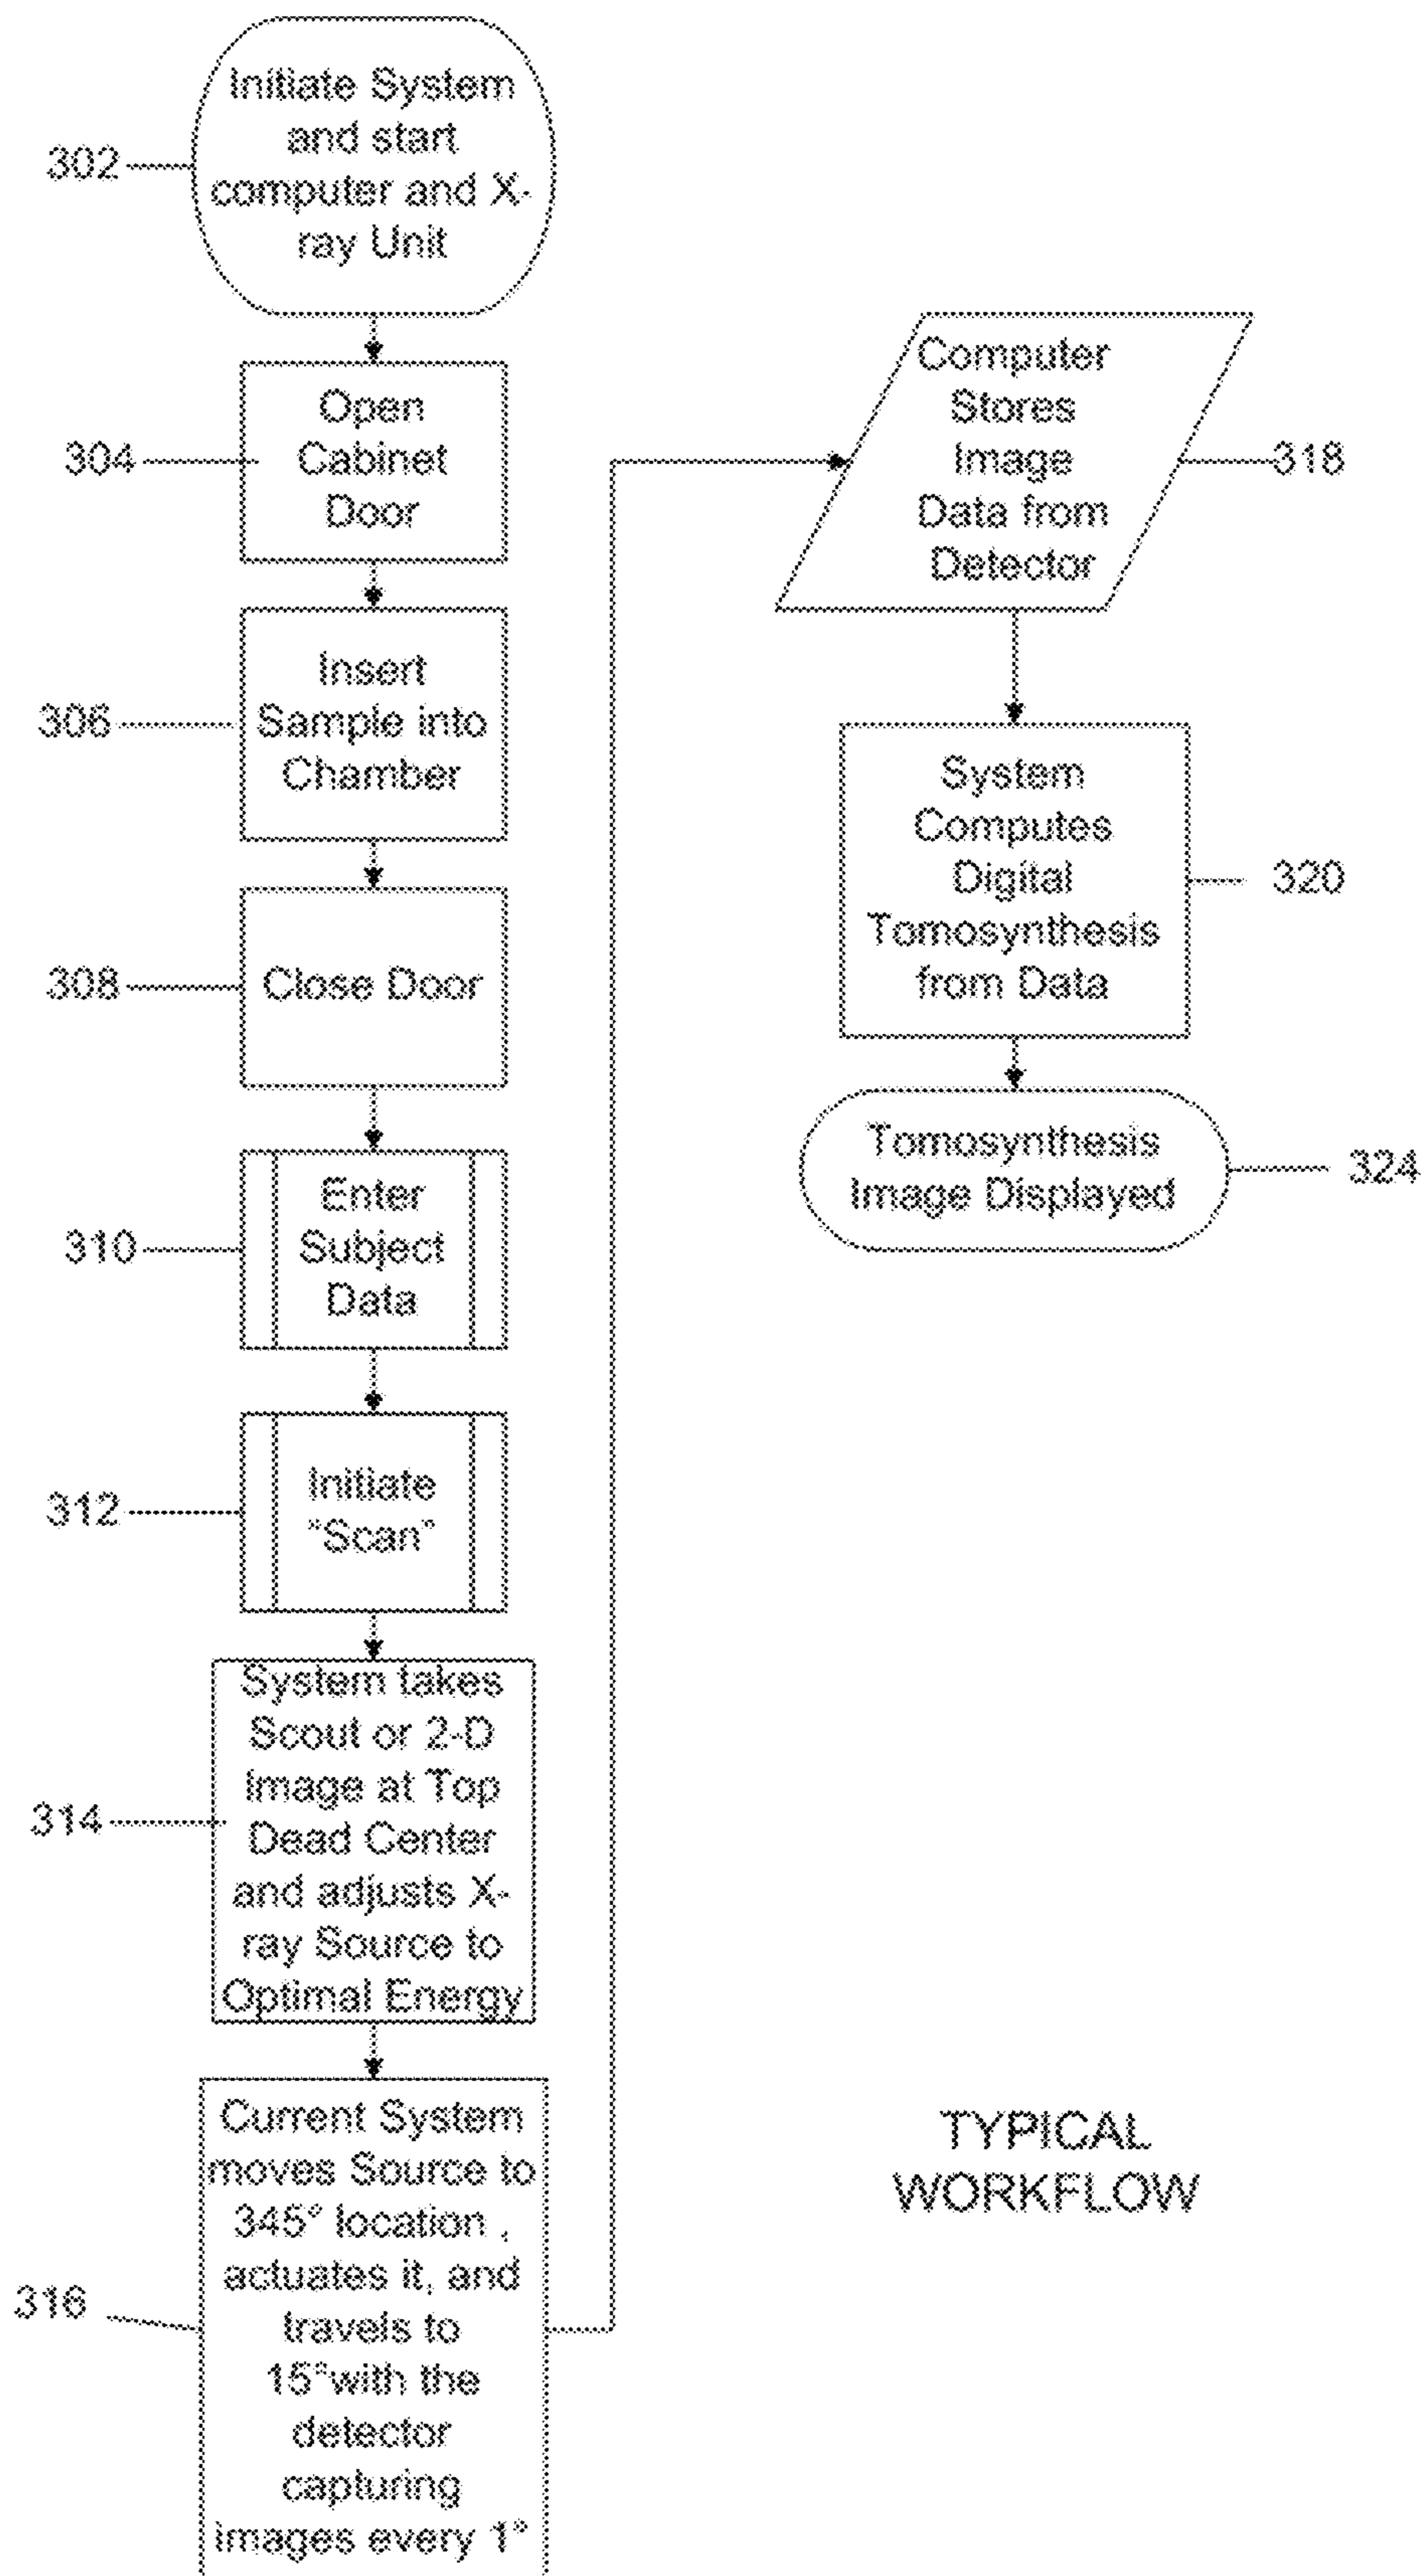 302
Initiate System
and start
computer and X-
ray Unit
304
Open
Cabinet
Door
306
Insert
Sample into
Chamber
308
Close Door
310
Enter
Subject
Data
312
Initiate
"Scan"
314
System takes
Scout or 2-D
Image at Top
Dead Center
and adjusts X-
ray Source to
Optimal Energy
316
Current System
moves Source to
345° location ,
actuates it, and
travels to
15°with the
detector
capturing
images every 1°
Computer
Stores
Image
Data from
Detector
318
System
Computes
Digital
Tomosynthesis
from Data
320
Tomosynthesis
Image Displayed
324
TYPICAL
WORKFLOW